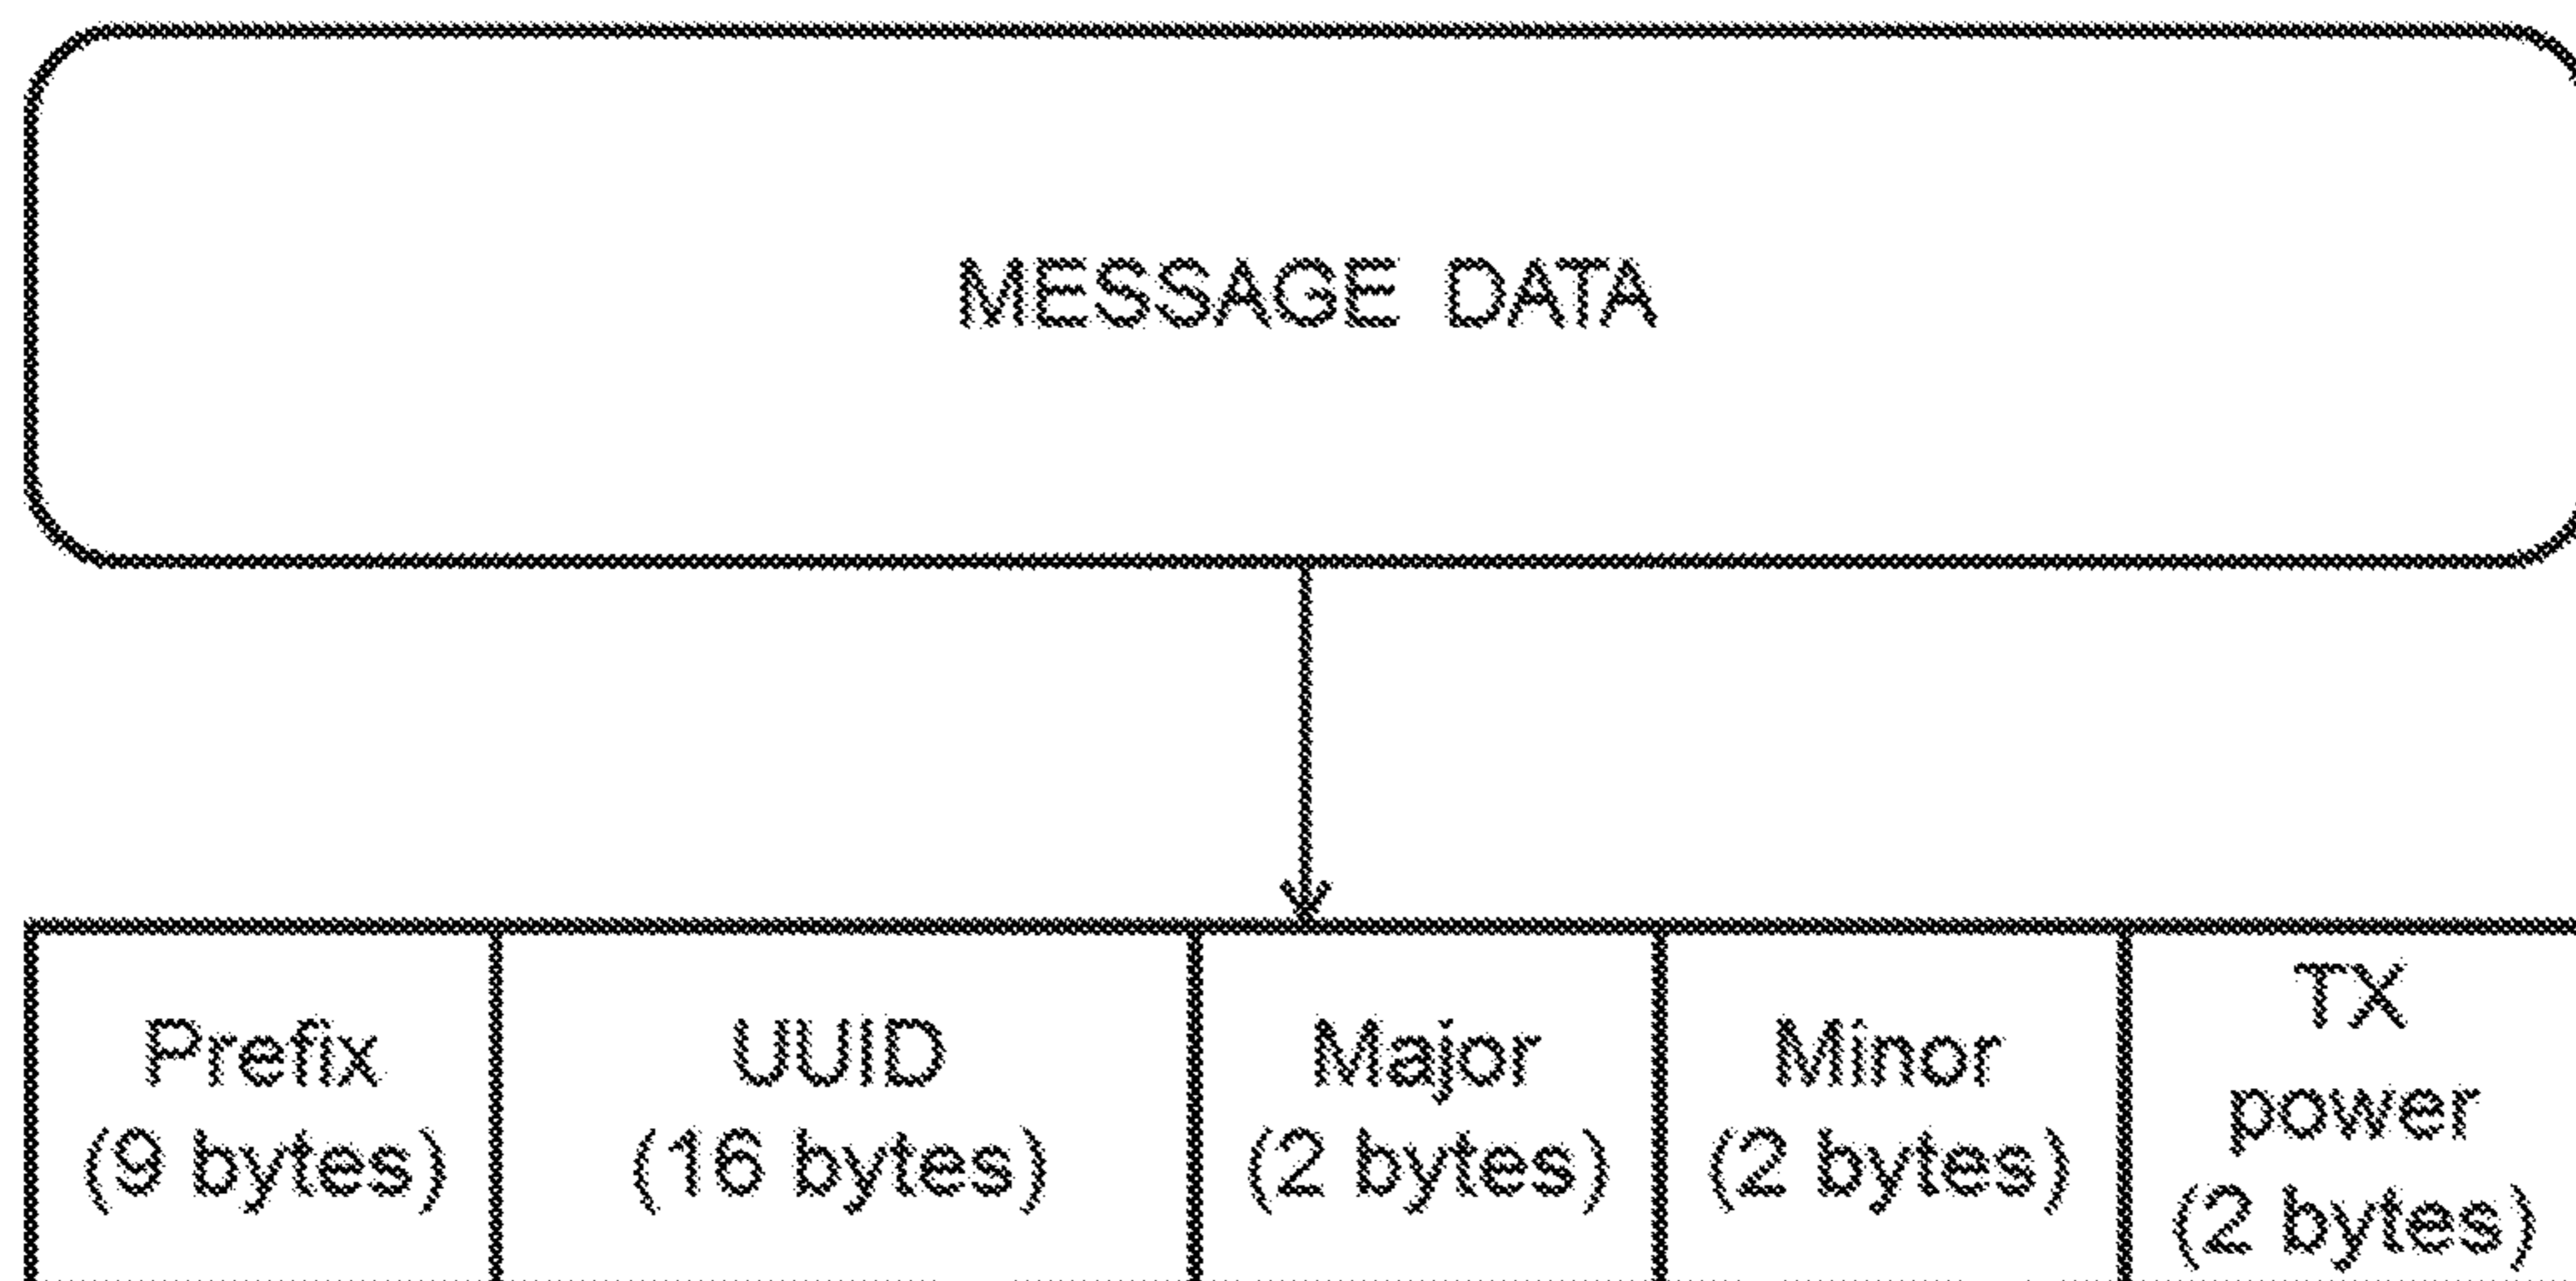 MESSAGE DATA
Prefix
(9 bytes)
UUID
(16 bytes)
Major
(2 bytes)
Minor
(2 bytes)
TX
power
(2 bytes)